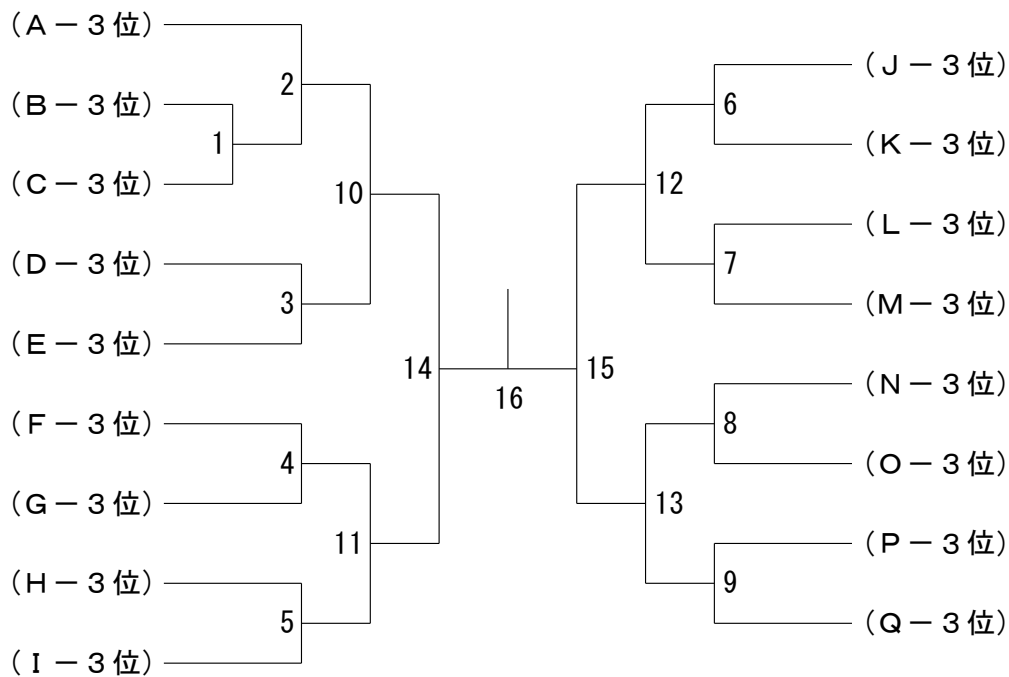 （Ａ－３位）
（Ｂ－３位）
（Ｃ－３位）
（Ｄ－３位）
（Ｅ－３位）
（Ｆ－３位）
（Ｇ－３位）
（Ｈ－３位）
（Ｉ－３位）
1
2
3
4
5
10
11
14
16
15
12
13
6
7
8
9
（Ｊ－３位）
（Ｋ－３位）
（Ｌ－３位）
（Ｍ－３位）
（Ｎ－３位）
（Ｏ－３位）
（Ｐ－３位）
（Ｑ－３位）